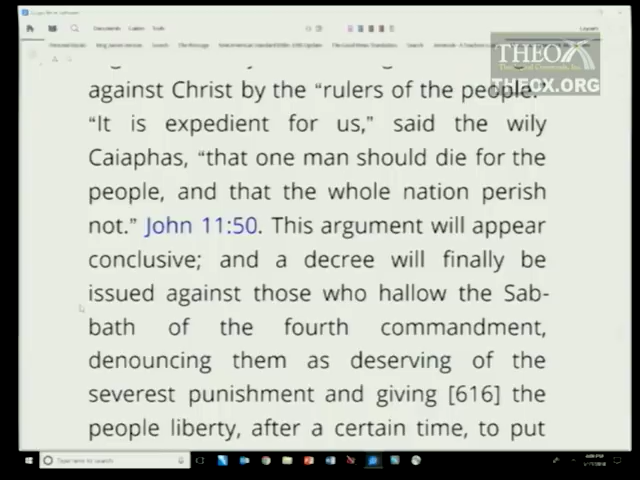 THEOX
THEOX.ORG
against Christ by the “rulers of the people.”
“It is expedient for us,” said the wily
Caiaphas, “that one man should die for the
people, and that the whole nation perish
not.” John 11:50. This argument will appear
conclusive; and a decree will finally be
issued against those who hallow the Sab-
bath of the fourth commandment,
denouncing them as deserving of the
severest punishment and giving [616] the
people liberty, after a certain time, to put
Type here to search